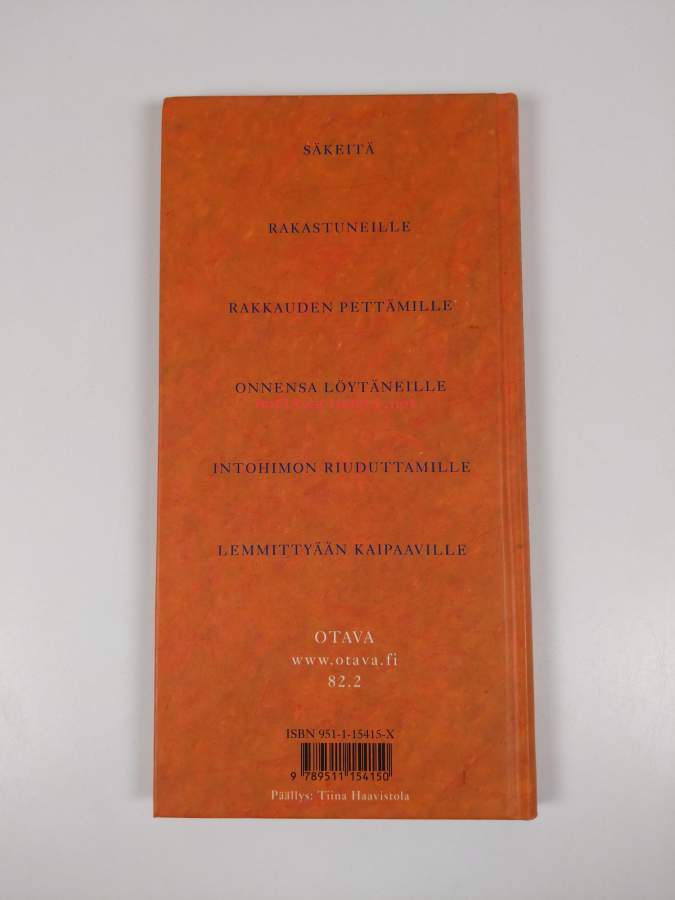 SÄKEITÄ
RAKASTUNEILLE
RAKKAUDEN PETTÄMILLE
ONNENSA LÖYTÄNEILLE
INTOHIMON RIUDUTTAMILLE
LEMMITTYÄÄN KAIPAAVILLE
OTAVA
www.otava.fi
82.2
ISBN 951-1-15415-X
9 789511 154150
Päällys: Tiina Haavistola